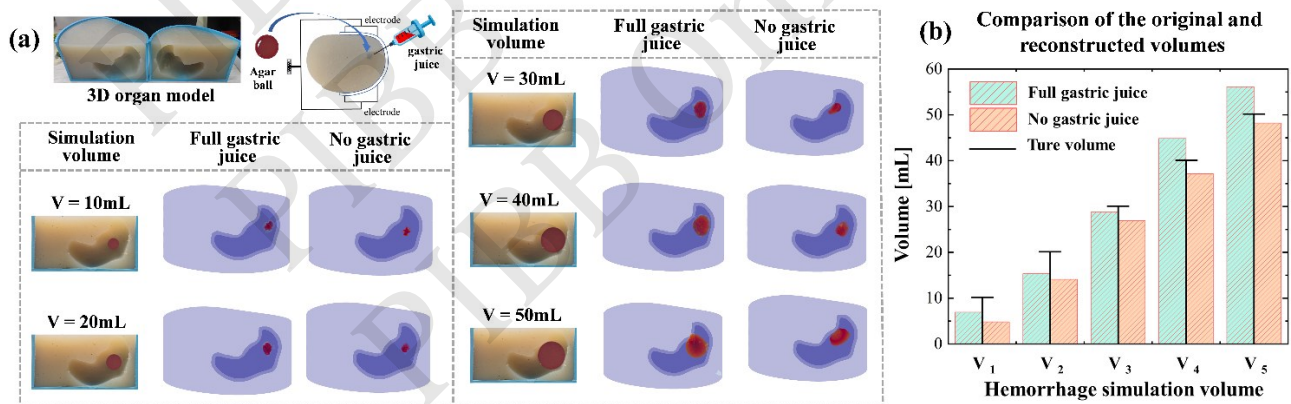 (a)
electrode
gastric
juice
Agar
ball
electrode
3D organ model
Simulation
volume
Full gastric
juice
No gastric
juice
V = 10mL
V = 20mL
Simulation
volume
Full gastric
juice
No gastric
juice
V = 30mL
V = 40mL
V = 50mL
(b)
Comparison of the original and
reconstructed volumes
Full gastric juice
No gastric juice
Ture volume
Volume [mL]
60
50
40
30
20
10
0
V 1
V 2
V 3
V 4
V 5
Hemorrhage simulation volume